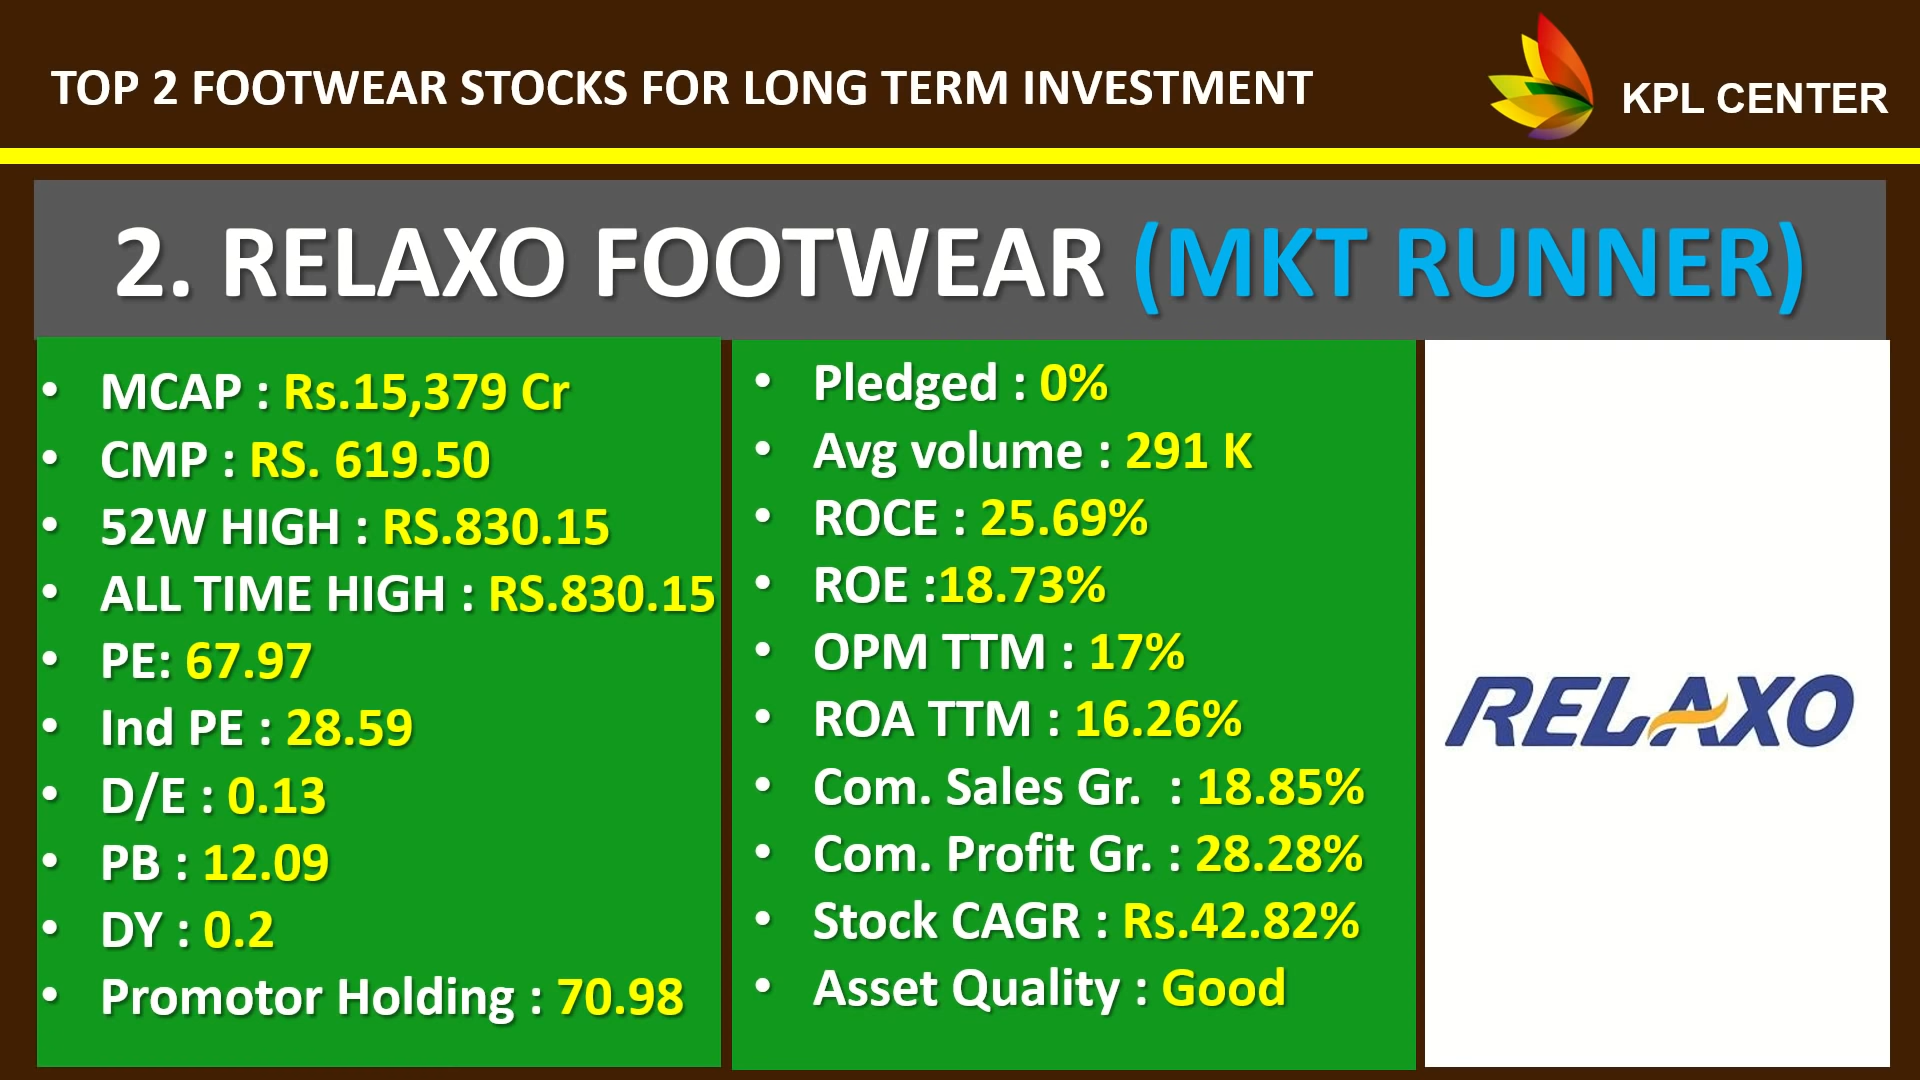 TOP 2 FOOTWEAR STOCKS FOR LONG TERM INVESTMENT
KPL CENTER
2. RELAXO FOOTWEAR (MKT RUNNER)
• MCAP : Rs.15,379 Cr
• CMP : RS. 619.50
• 52W HIGH : RS.830.15
• ALL TIME HIGH : RS.830.15
• PE: 67.97
• Ind PE : 28.59
• D/E : 0.13
• PB : 12.09
• DY : 0.2
• Promotor Holding : 70.98
• Pledged : 0%
• Avg volume : 291 K
• ROCE : 25.69%
• ROE :18.73%
• OPM TTM : 17%
• ROA TTM : 16.26%
• Com. Sales Gr.  : 18.85%
• Com. Profit Gr. : 28.28%
• Stock CAGR : Rs.42.82%
• Asset Quality : Good
RELAXO